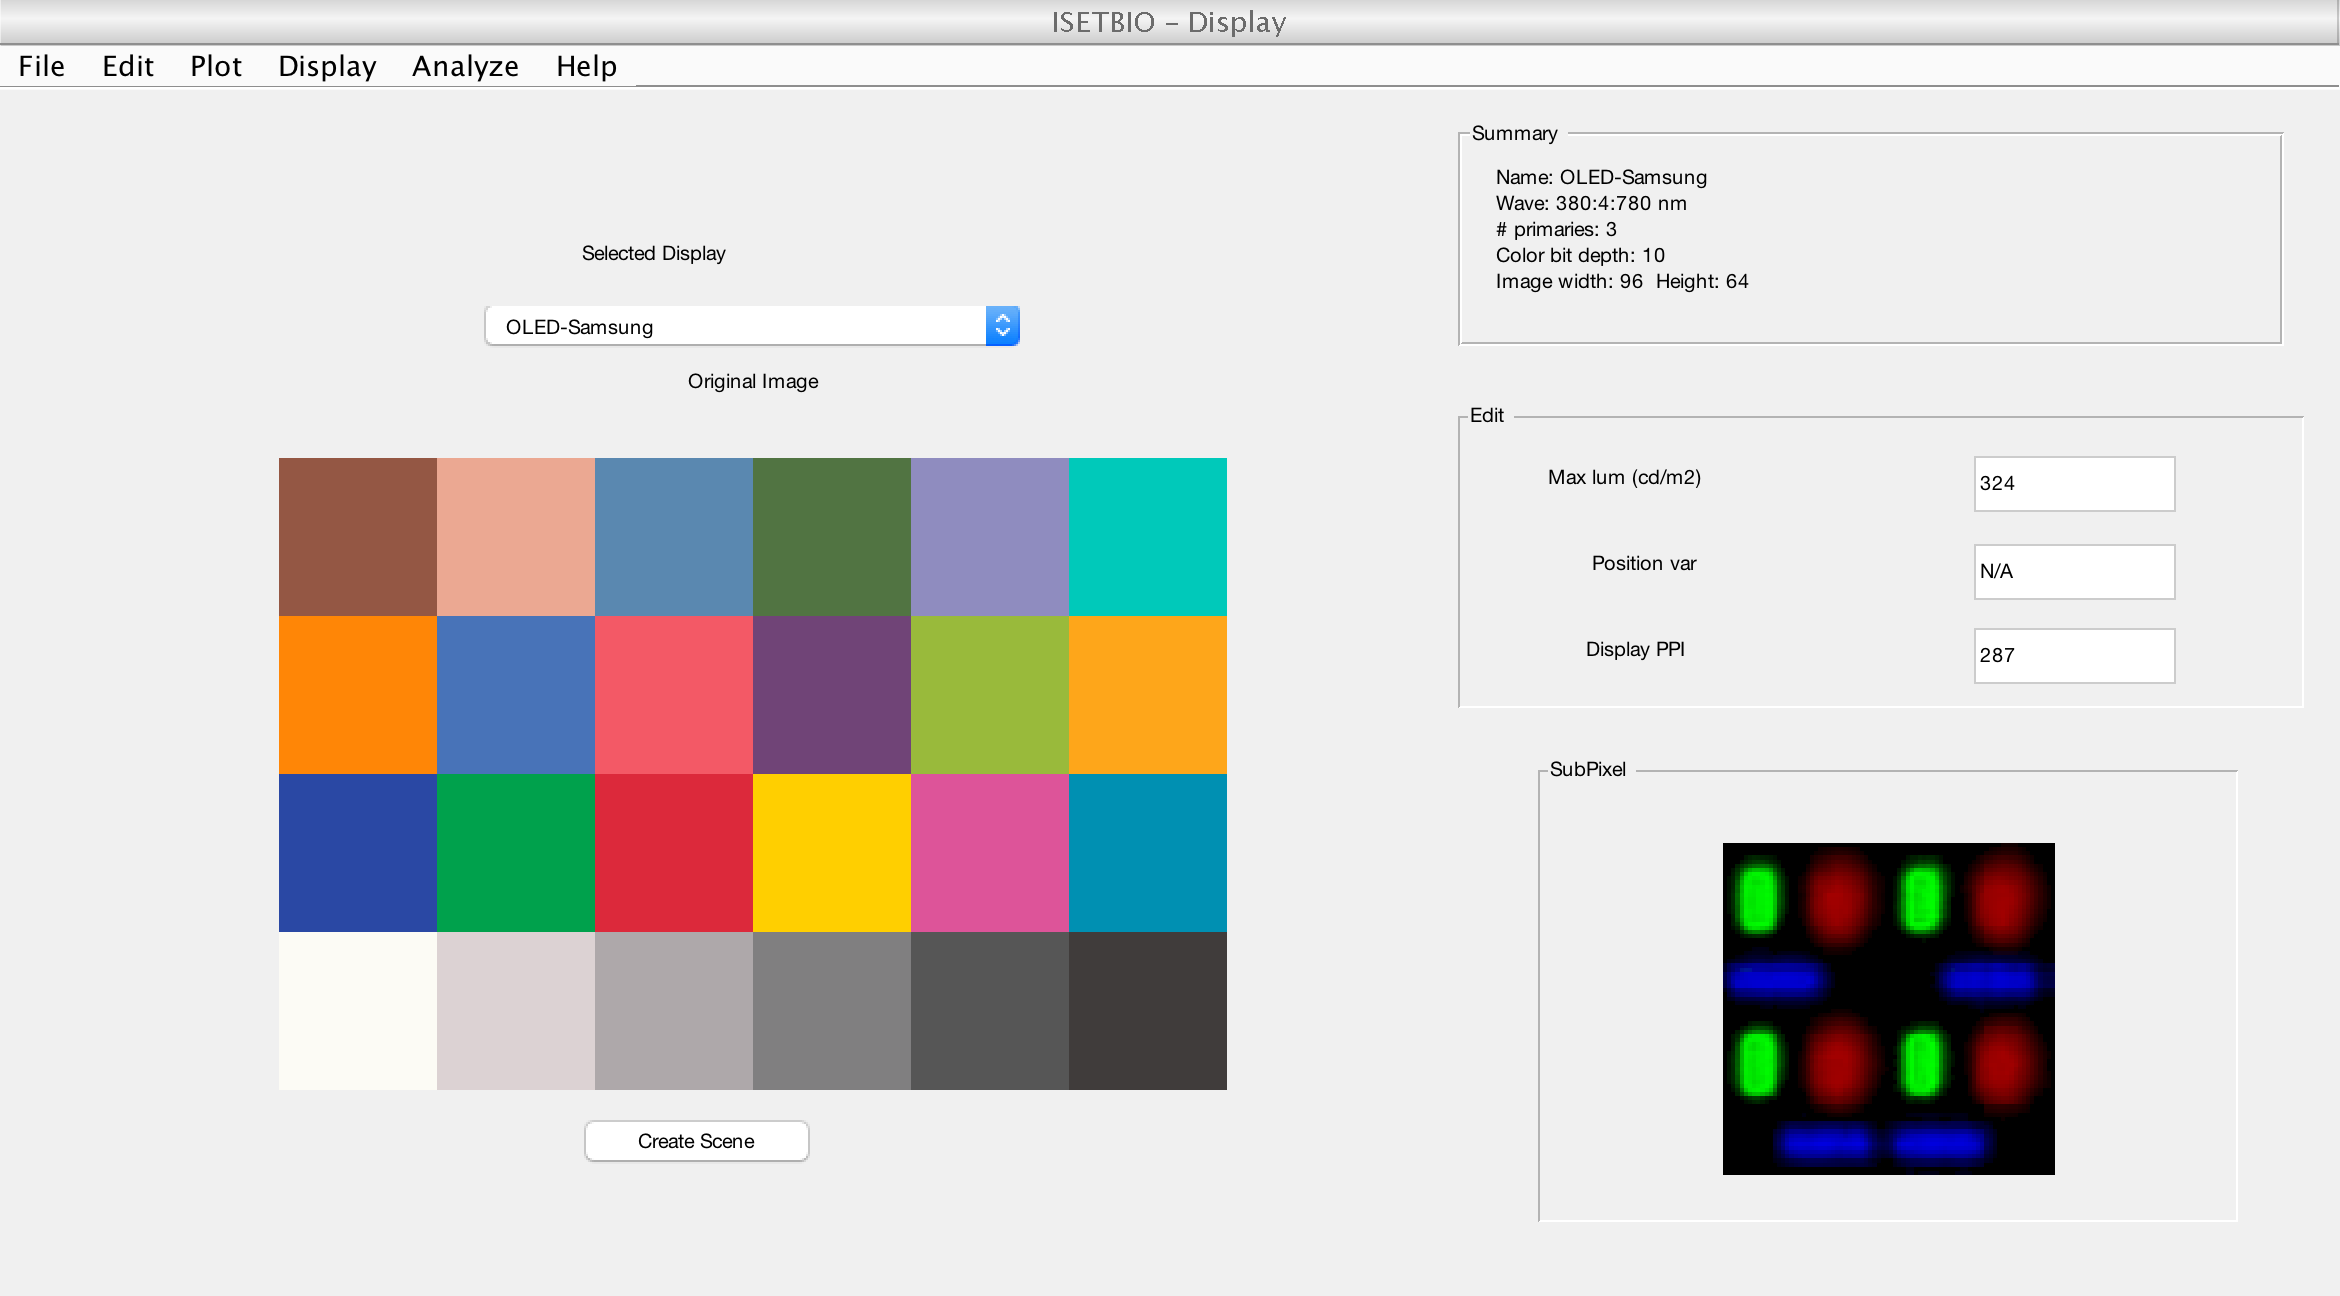 ISETBIO – Display
File Edit Plot Display Analyze Help
Selected Display
OLED-Samsung
Original Image
Create Scene
Summary
Name: OLED-Samsung
Wave: 380:4:780 nm
# primaries: 3
Color bit depth: 10
Image width: 96 Height: 64
Edit
Max lum (cd/m2) 324
Position var N/A
Display PPI 287
SubPixel